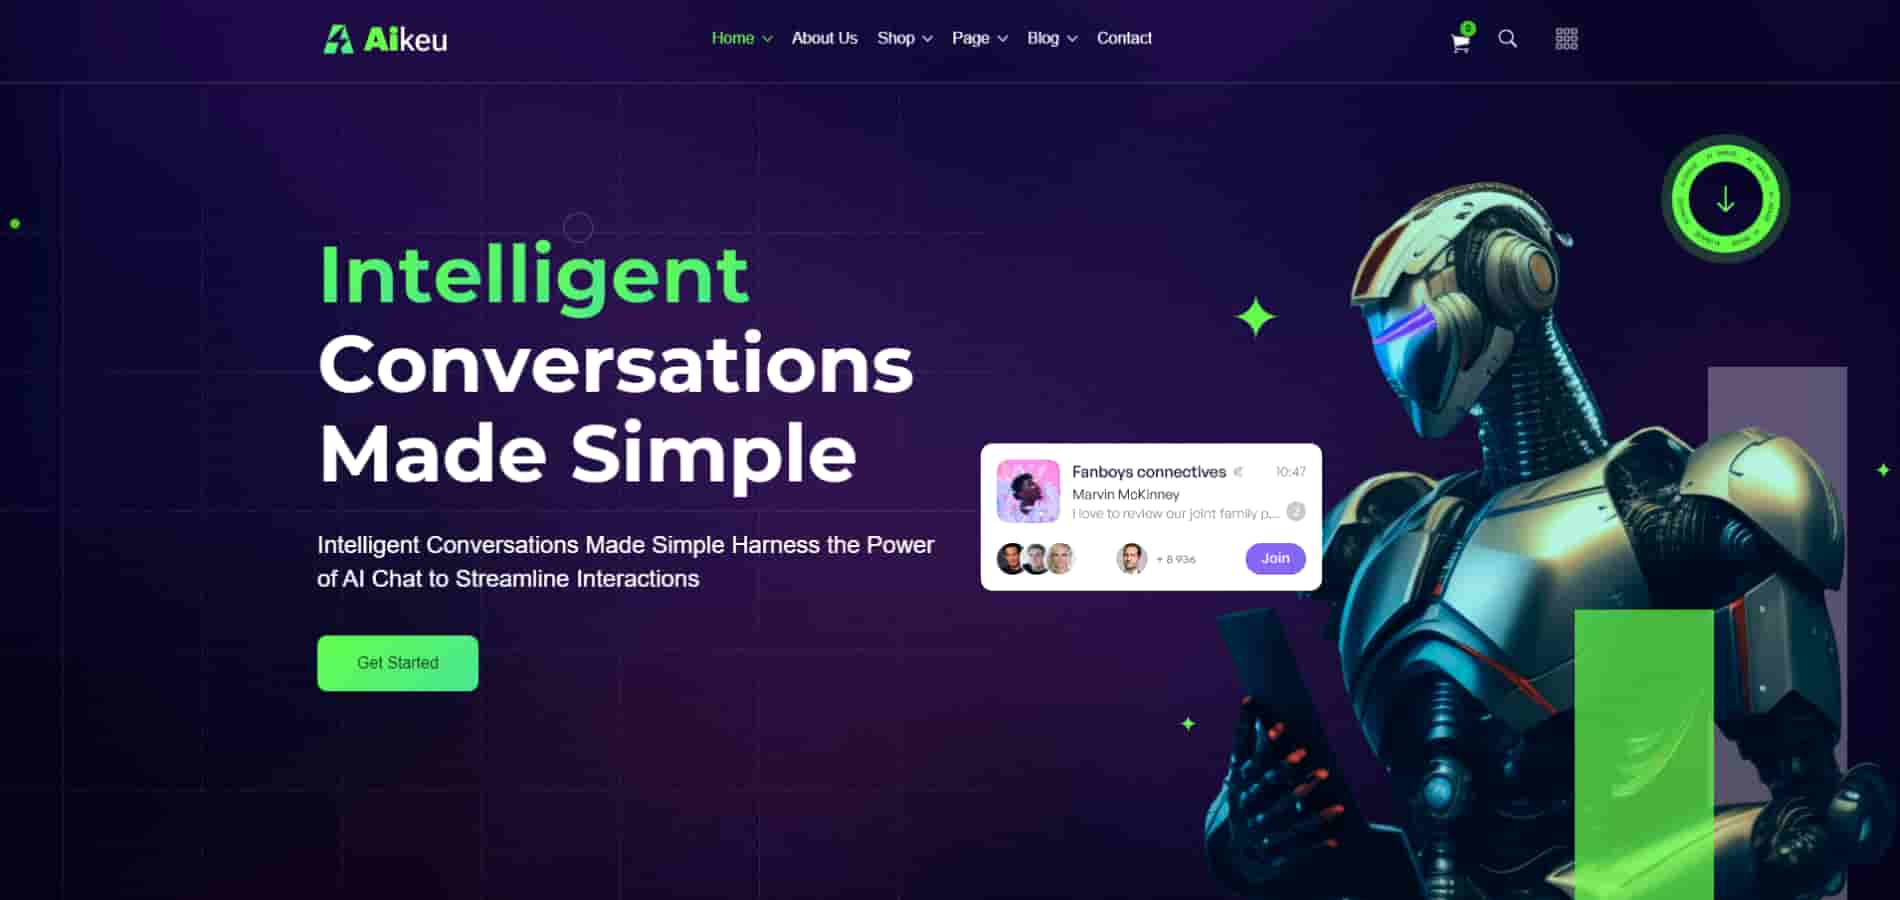 Aikeu
Home
About Us
Shop
Page
Blog
Contact
0
Intelligent
Conversations
Made Simple
Intelligent Conversations Made Simple Harness the Power
of AI Chat to Streamline Interactions
Get Started
Fanboys connectives
10:47
Marvin McKinney
I love to review our joint family p...
2
+ 8 936
Join